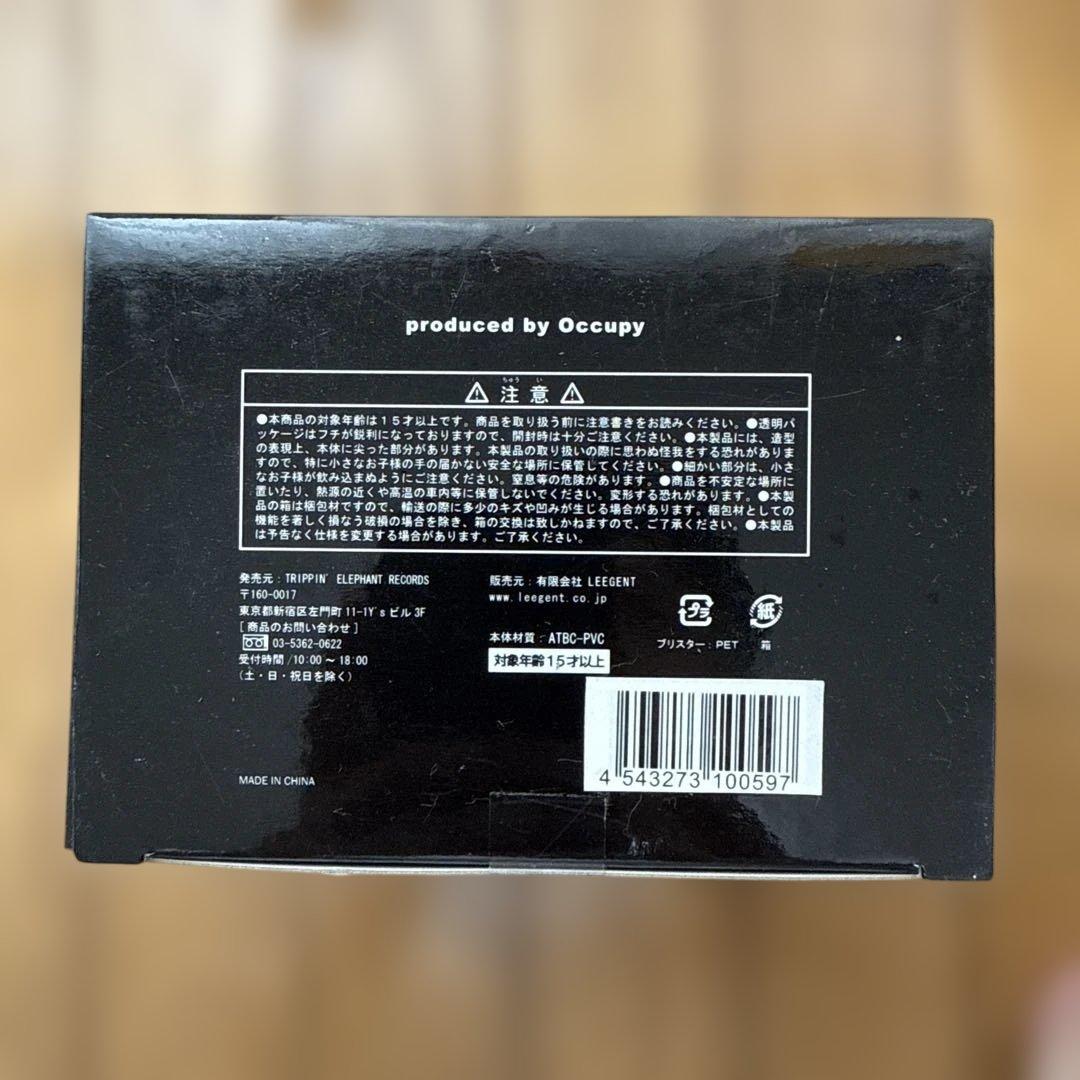 produced by Occupy
ちゅう い
⚠ 注意 ⚠
●本商品の対象年齢は15才以上です。商品を取り扱う前に注意書きをお読みください。●透明パ
ッケージはフチが鋭利になっておりますので、開封時は十分ご注意ください。●本製品には、造型
の表現上、本体に尖った部分があります。本製品の取り扱いの際に思わぬ怪我をする恐れがありま
すので、特に小さなお子様の手の届かない安全な場所に保管してください。●細かい部分は、小さ
なお子様が飲み込まぬようにご注意ください。窒息等の危険があります。●商品を不安定な場所に
置いたり、熱源の近くや高温の車内等に保管しないでください。変形する恐れがあります。●本製
品の箱は梱包材ですので、輸送の際に多少のキズや凹みが生じる場合があります。梱包材としての
機能を著しく損なう破損の場合を除き、箱の交換は致しかねますので、ご了承ください。●本製品
は予告なく仕様を変更する場合があります。ご了承ください。
発売元：TRIPPIN' ELEPHANT RECORDS
〒160-0017
東京都新宿区左門町11-1Y's ビル3F
[商品のお問い合わせ]
03-5362-0622
受付時間/10:00～18:00
(土・日・祝日を除く)
販売元：有限会社 LEEGENT
www.leegent.co.jp
本体材質：ATBC-PVC
対象年齢15才以上
プラ
紙
ブリスター：PET 箱
MADE IN CHINA
4 543273 100597